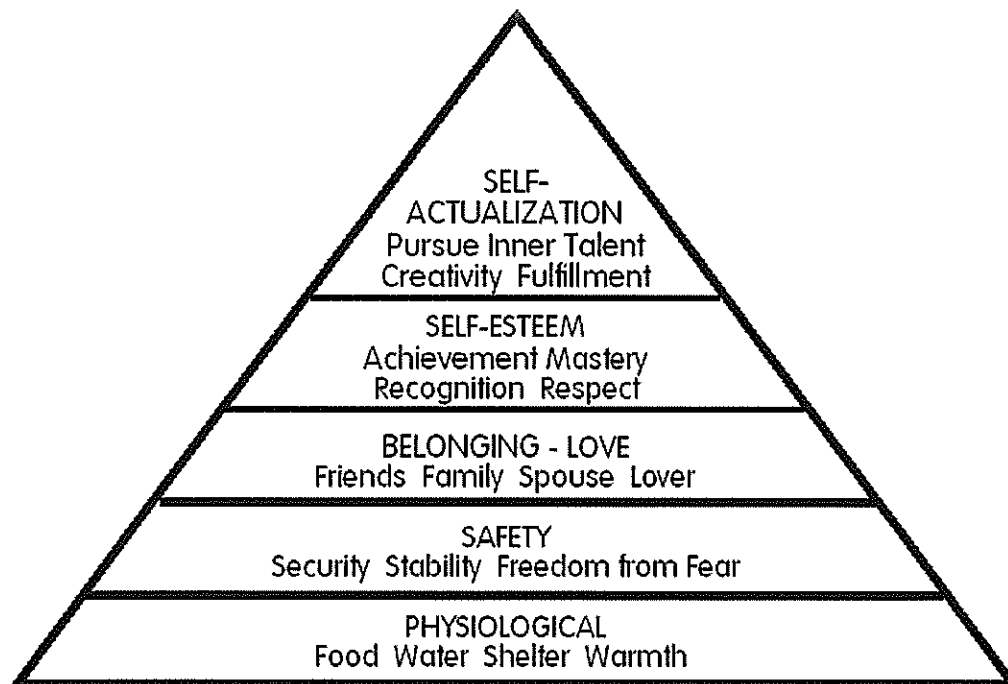 SELF-
ACTUALIZATION
Pursue Inner Talent
Creativity Fulfillment
SELF-ESTEEM
Achievement Mastery
Recognition Respect
BELONGING - LOVE
Friends Family Spouse Lover
SAFETY
Security Stability Freedom from Fear
PHYSIOLOGICAL
Food Water Shelter Warmth